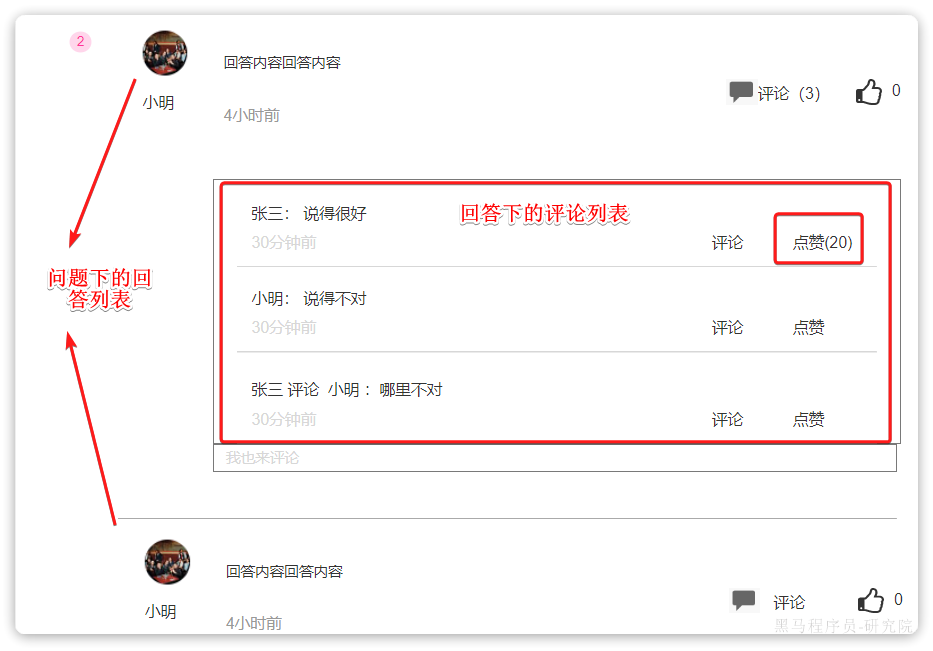 2
回答内容回答内容
小明
4小时前
评论（3）
0
张三： 说得很好
回答下的评论列表
30分钟前
评论
点赞(20)
问题下的回
答列表
小明： 说得不对
30分钟前
评论
点赞
张三 评论 小明 ： 哪里不对
30分钟前
评论
点赞
我也来评论
回答内容回答内容
小明
4小时前
评论
0
黑马程序员-研究院